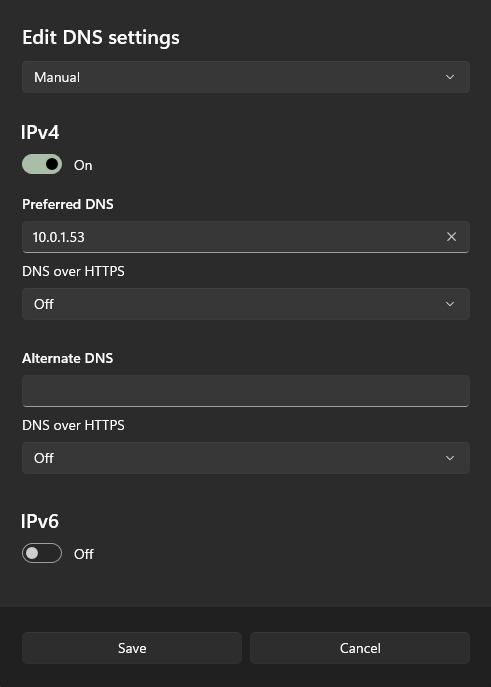 Edit DNS settings
Manual
IPv4
On
Preferred DNS
10.0.1.53
DNS over HTTPS
Off
Alternate DNS
DNS over HTTPS
Off
IPv6
Off
Save Cancel